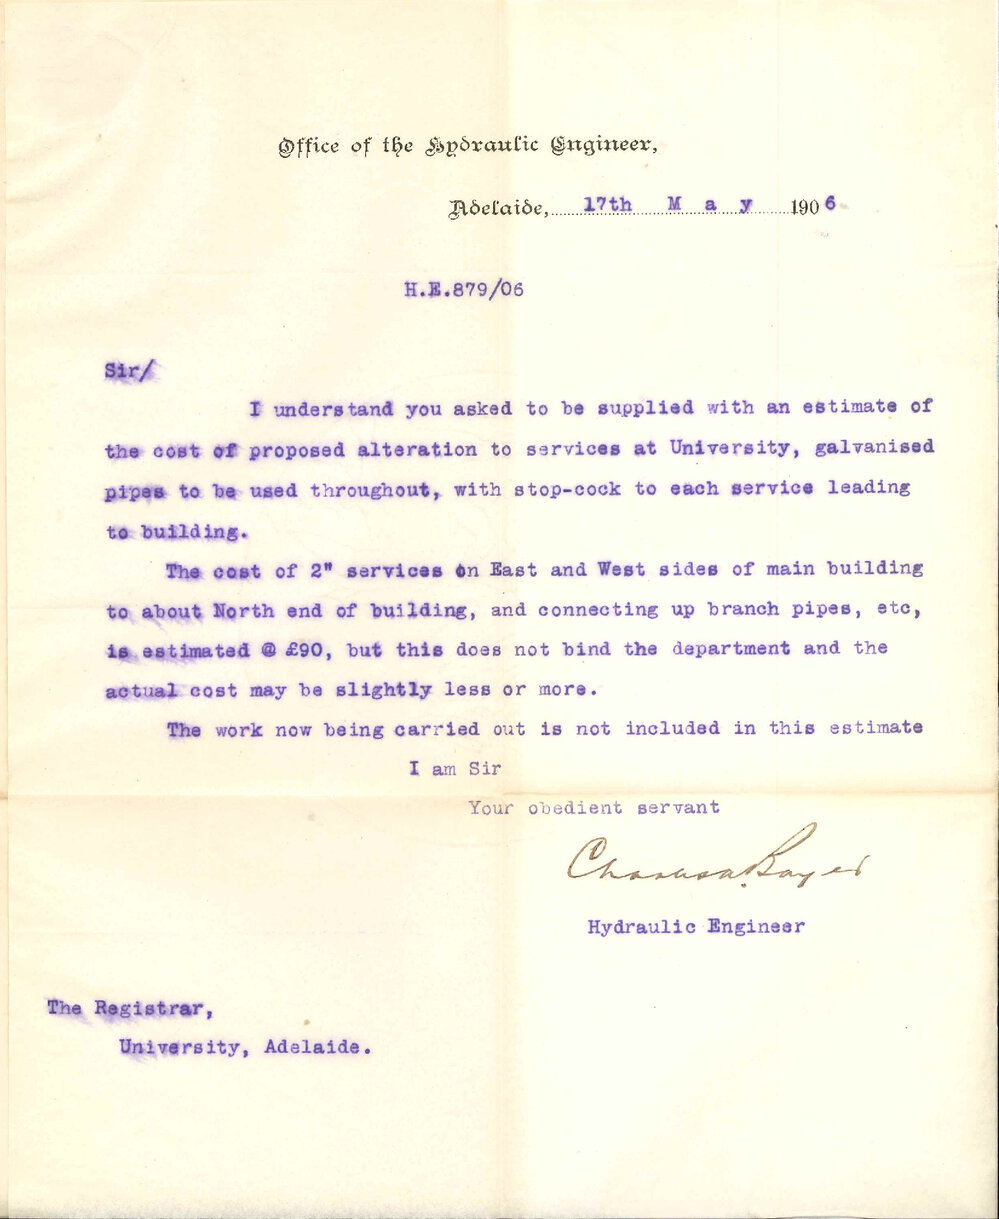 Office of the Hydraulic Engineer,
Adelaide, 17th May 1906
H.E.879/06
Sir/
I understand you asked to be supplied with an estimate of
the cost of proposed alteration to services at University, galvanised
pipes to be used throughout, with stop-cock to each service leading
to building.
The cost of 2" services on East and West sides of main building
to about North end of building, and connecting up branch pipes, etc,
is estimated @ £90, but this does not bind the department and the
actual cost may be slightly less or more.
The work now being carried out is not included in this estimate
I am Sir
Your obedient servant
Hydraulic Engineer
The Registrar,
University, Adelaide.